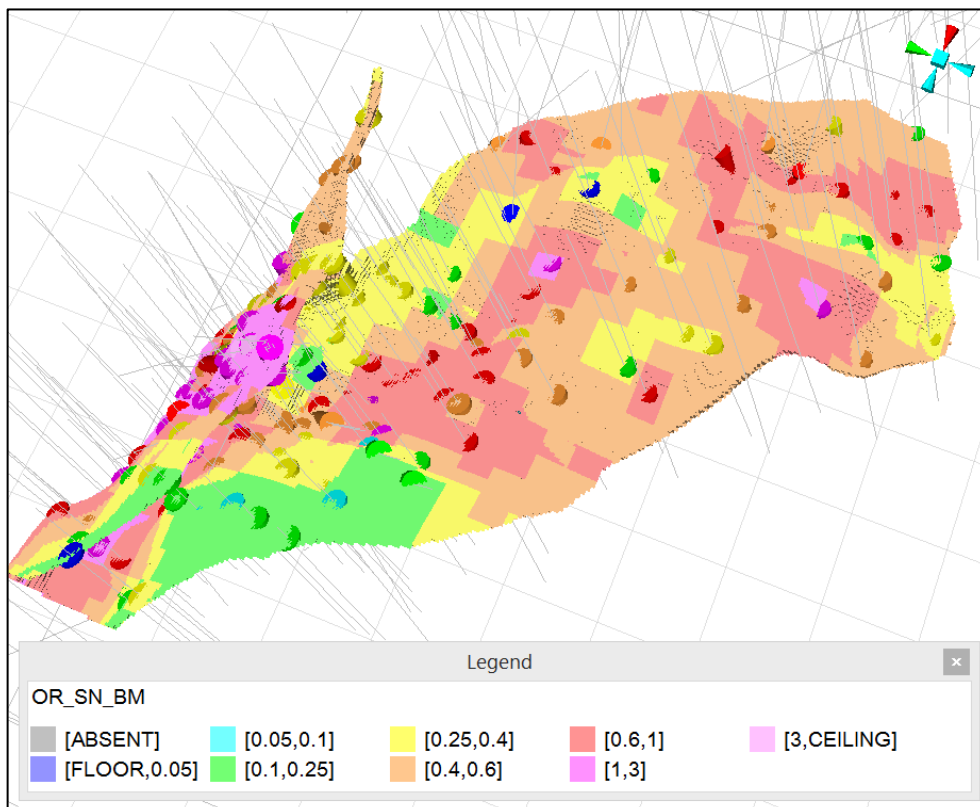 Legend
OR_SN_BM
[ABSENT] [0.05,0.1] [0.25,0.4] [0.6,1] [3,CEILING]
[FLOOR,0.05] [0.1,0.25] [0.4,0.6] [1,3]